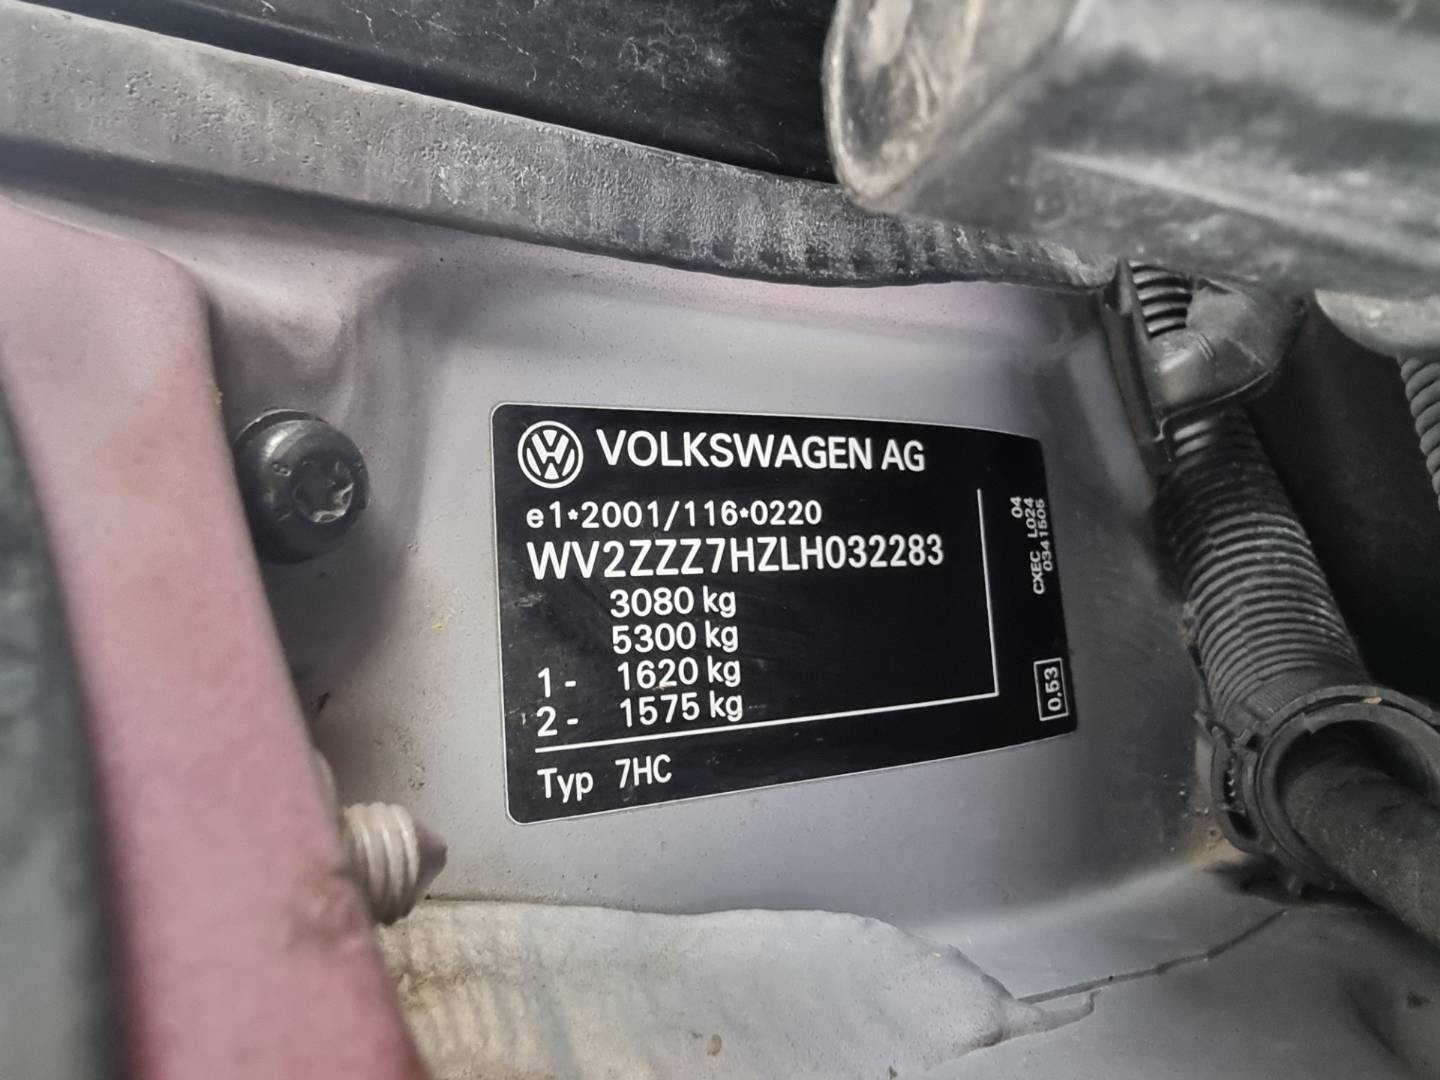 VOLKSWAGEN AG
e1*2001/116*0220
WV2ZZZ7HZLH032283
3080 kg
5300 kg
1- 1620 kg
2- 1575 kg
Typ 7HC
04
CXEC L024
0341505
0.53